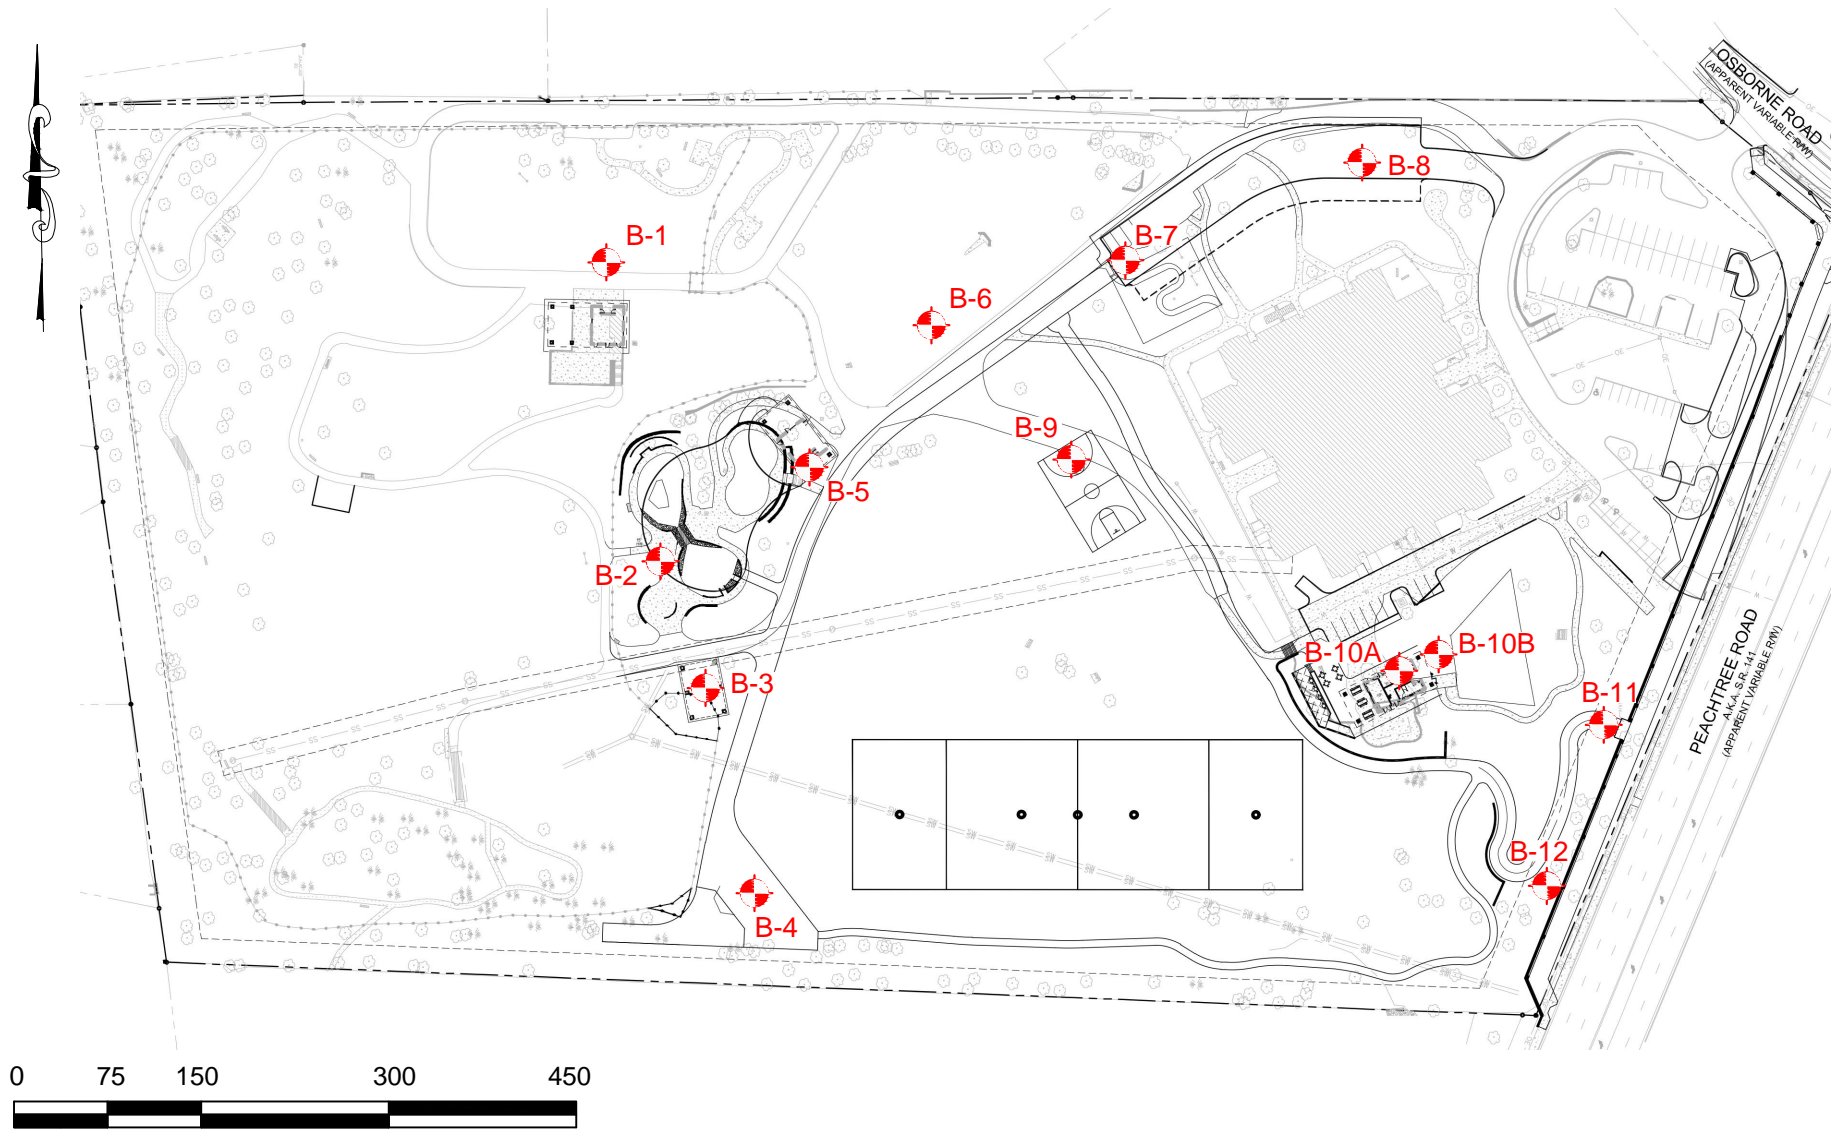 OSBORNE ROAD
(APPARENT VARIABLE R/W)
B-8
B-1
B-7
B-6
B-9
B-5
B-2
B-10A
B-10B
B-3
B-11
PEACHTREE ROAD
A.K.A. S.R. 141
(APPARENT VARIABLE R/W)
B-12
B-4
0 75 150 300 450